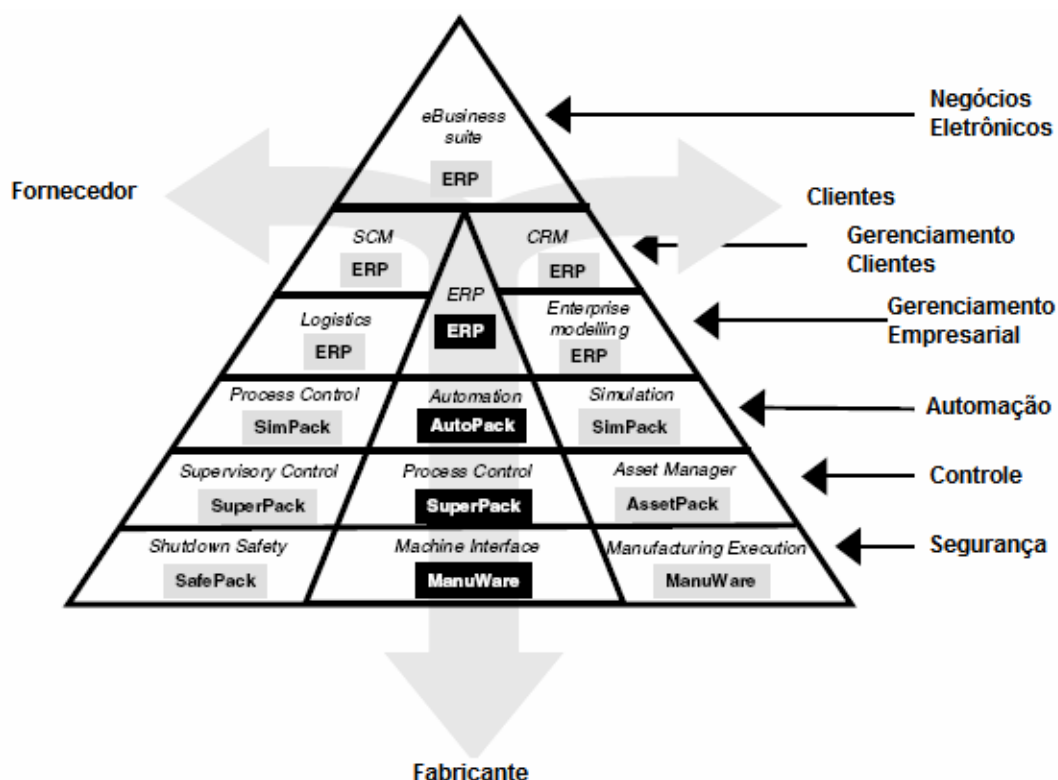 eBusiness
suite
ERP
Negócios
Eletrônicos
Fornecedor
Clientes
SCM
ERP
CRM
ERP
Gerenciamento
Clientes
ERP
ERP
Logistics
ERP
Enterprise
modelling
ERP
Gerenciamento
Empresarial
Process Control
SimPack
Automation
AutoPack
Simulation
SimPack
Automação
Supervisory Control
SuperPack
Process Control
SuperPack
Asset Manager
AssetPack
Controle
Shutdown Safety
SafePack
Machine Interface
ManuWare
Manufacturing Execution
ManuWare
Segurança
Fabricante